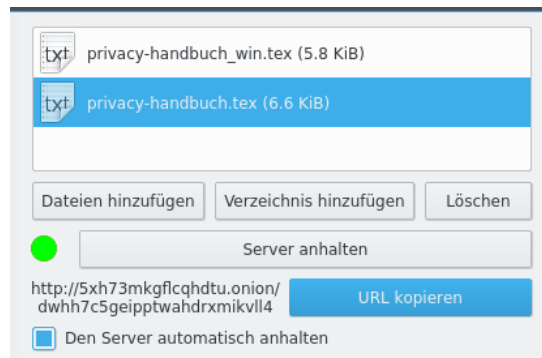 txt privacy-handbuch_win.tex (5.8 KiB)
txt privacy-handbuch.tex (6.6 KiB)
Dateien hinzufügen Verzeichnis hinzufügen Löschen
Server anhalten
http://5xh73mkgflcqhdtu.onion/
dwhh7c5geipptwahdrxmikvll4
URL kopieren
Den Server automatisch anhalten